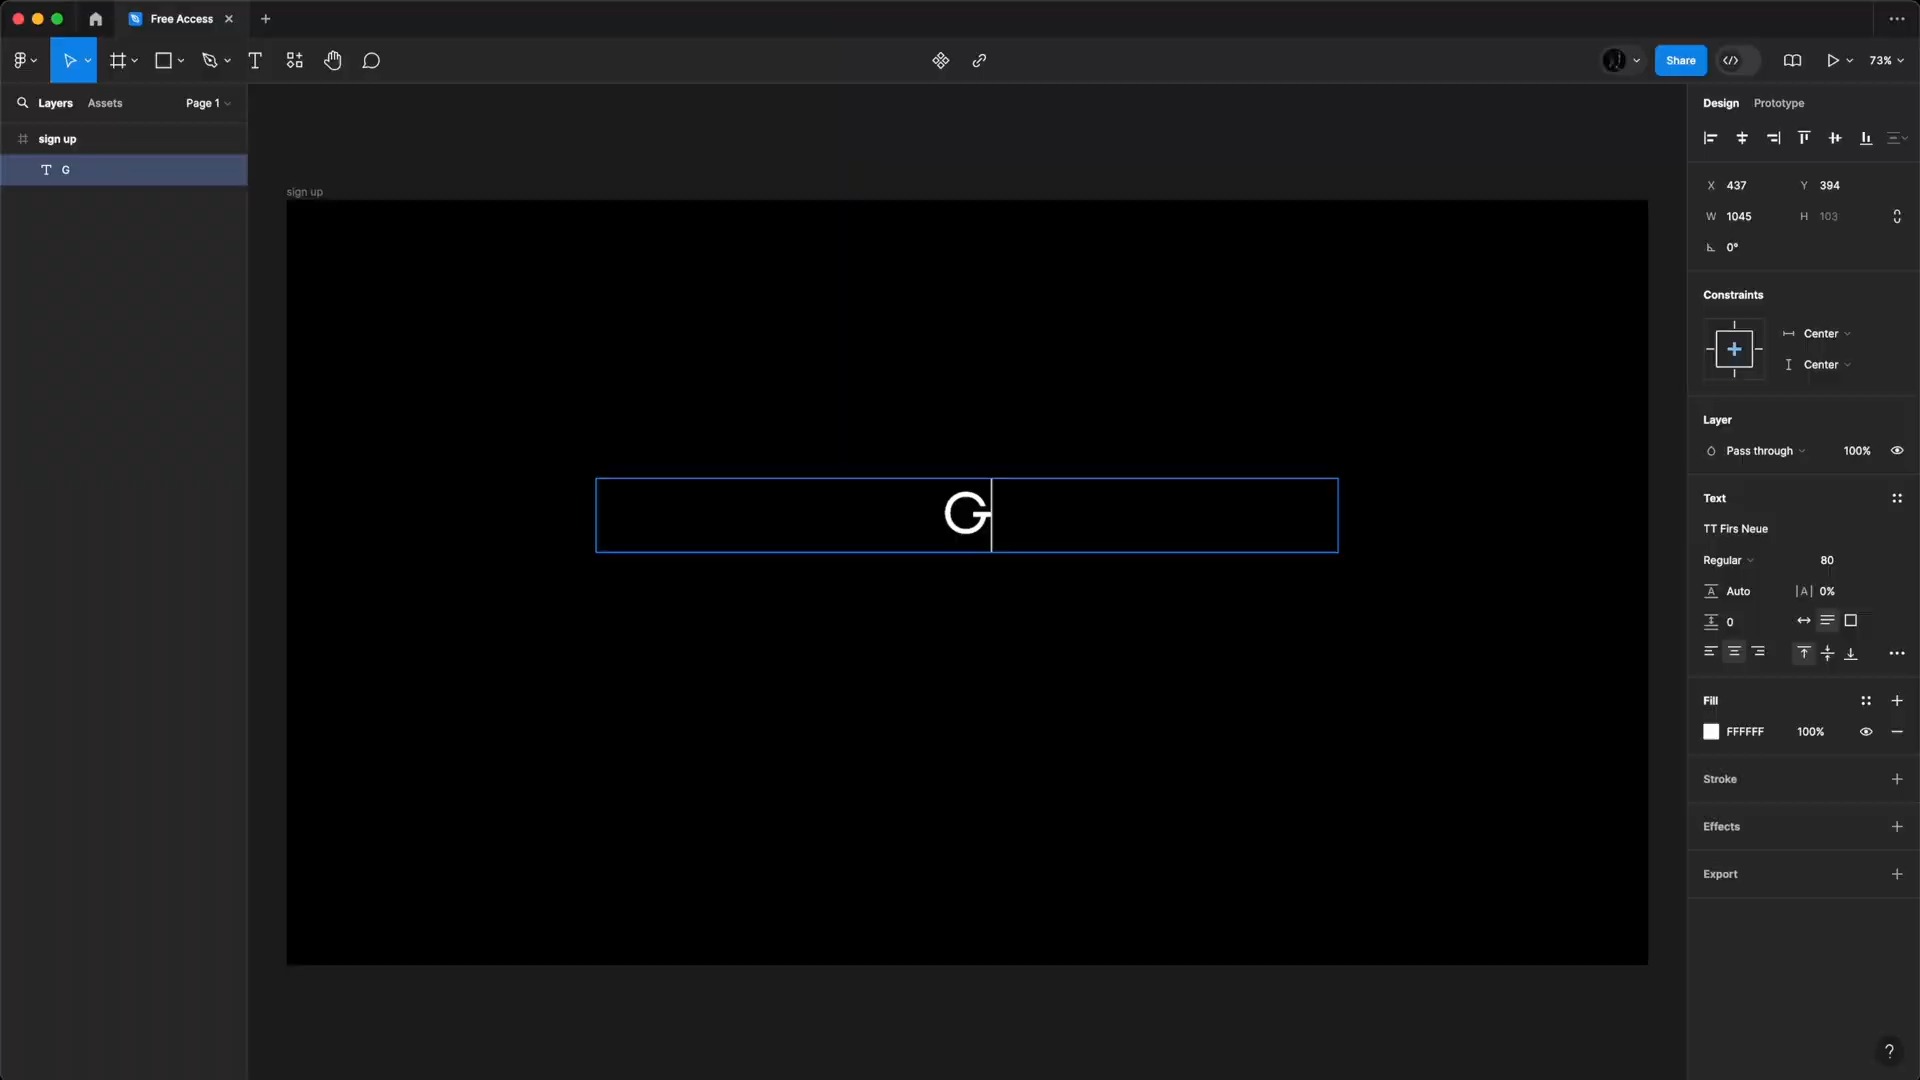 Free Access
Share
73%
Layers
Assets
Page 1
Design
Prototype
sign up
G
sign up
G
X 437
Y 394
W 1045
H 103
0°
Constraints
Center
Center
Layer
Pass through
100%
Text
TT Firs Neue
Regular
80
A Auto
|A| 0%
0
Fill
FFFFFF
100%
Stroke
Effects
Export
?